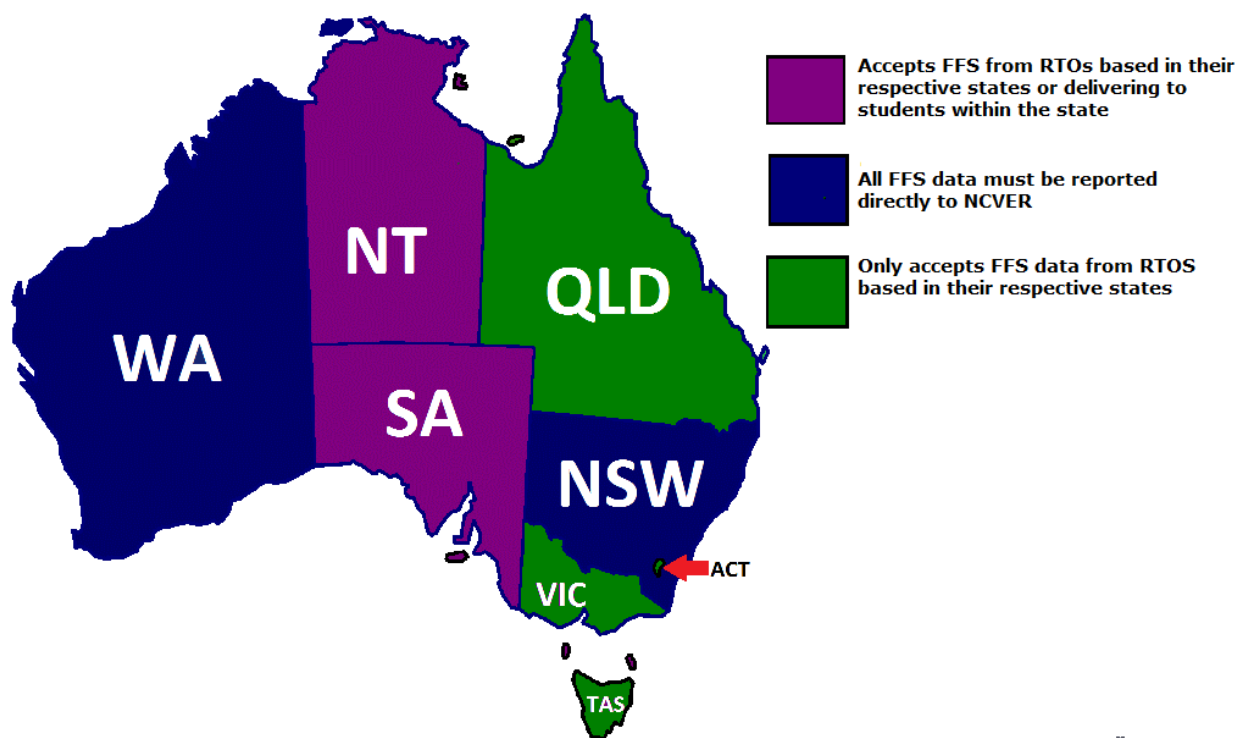 Accepts FFS from RTOs based in their
respective states or delivering to
students within the state
All FFS data must be reported
directly to NCVER
Only accepts FFS data from RTOS
based in their respective states
NT
QLD
WA
SA
NSW
ACT
VIC
TAS